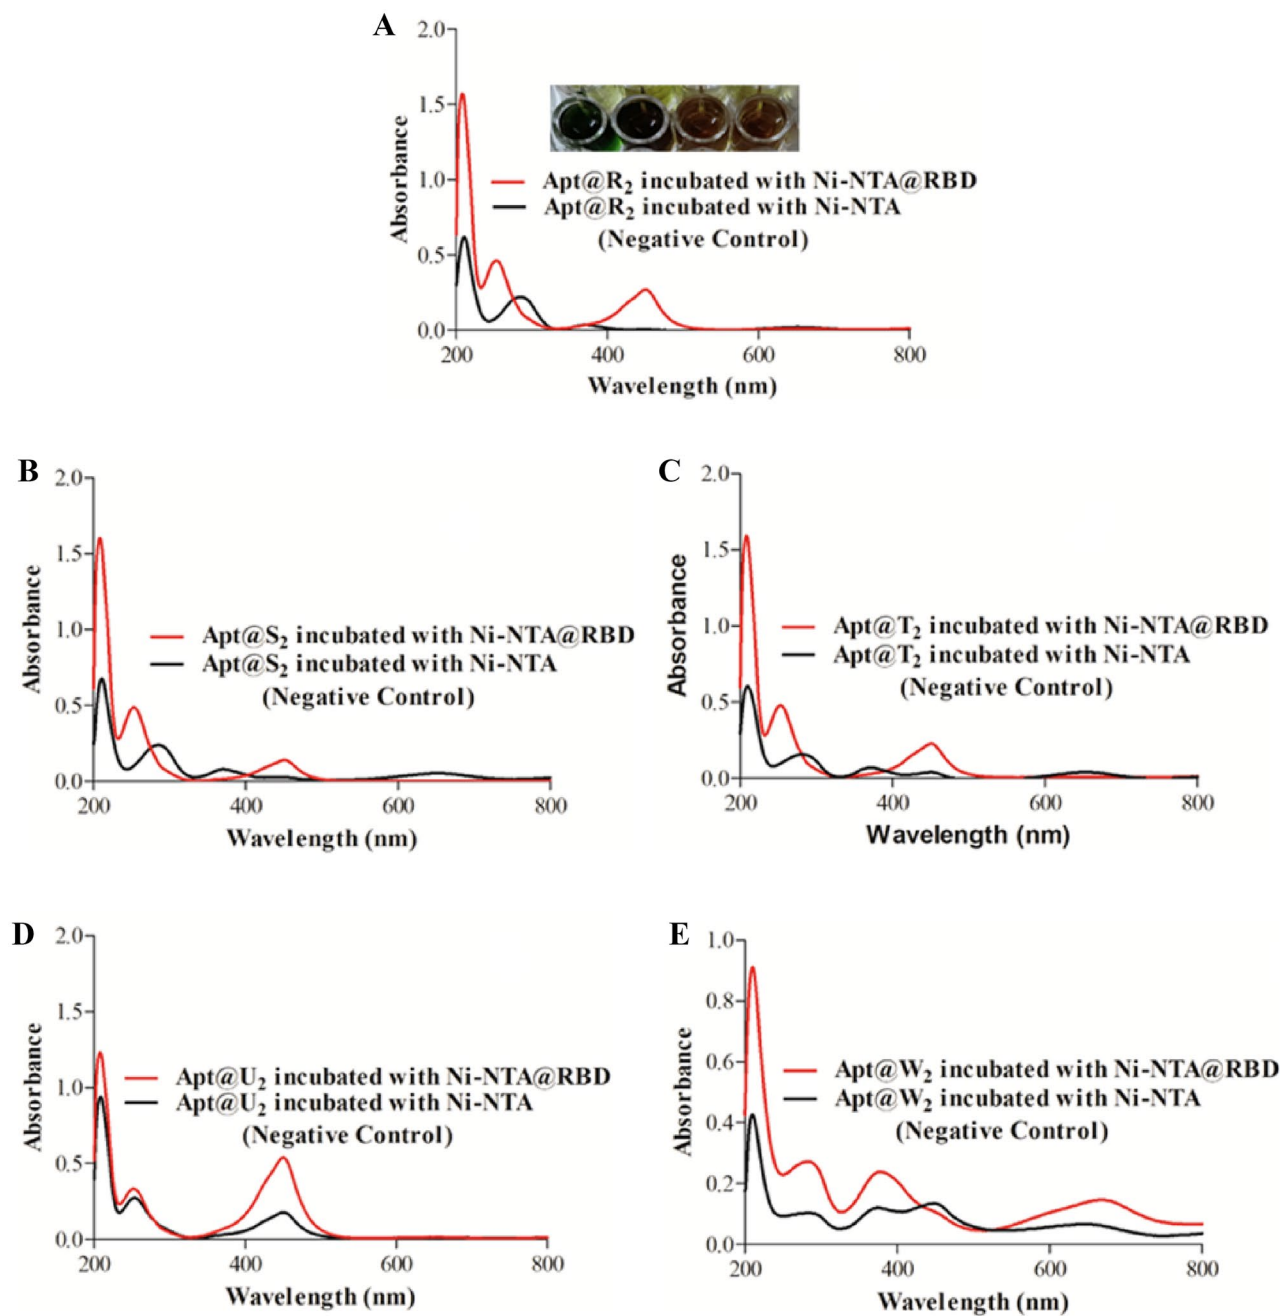 A
2.0
1.5
1.0
0.5
0.0
Absorbance
Apt@R₂ incubated with Ni-NTA@RBD
Apt@R₂ incubated with Ni-NTA
(Negative Control)
200 400 600 800
Wavelength (nm)
B
2.0
1.5
1.0
0.5
0.0
Absorbance
Apt@S₂ incubated with Ni-NTA@RBD
Apt@S₂ incubated with Ni-NTA
(Negative Control)
200 400 600 800
Wavelength (nm)
C
2.0
1.5
1.0
0.5
0.0
Absorbance
Apt@T₂ incubated with Ni-NTA@RBD
Apt@T₂ incubated with Ni-NTA
(Negative Control)
200 400 600 800
Wavelength (nm)
D
2.0
1.5
1.0
0.5
0.0
Absorbance
Apt@U₂ incubated with Ni-NTA@RBD
Apt@U₂ incubated with Ni-NTA
(Negative Control)
200 400 600 800
Wavelength (nm)
E
1.0
0.8
0.6
0.4
0.2
0.0
Absorbance
Apt@W₂ incubated with Ni-NTA@RBD
Apt@W₂ incubated with Ni-NTA
(Negative Control)
200 400 600 800
Wavelength (nm)